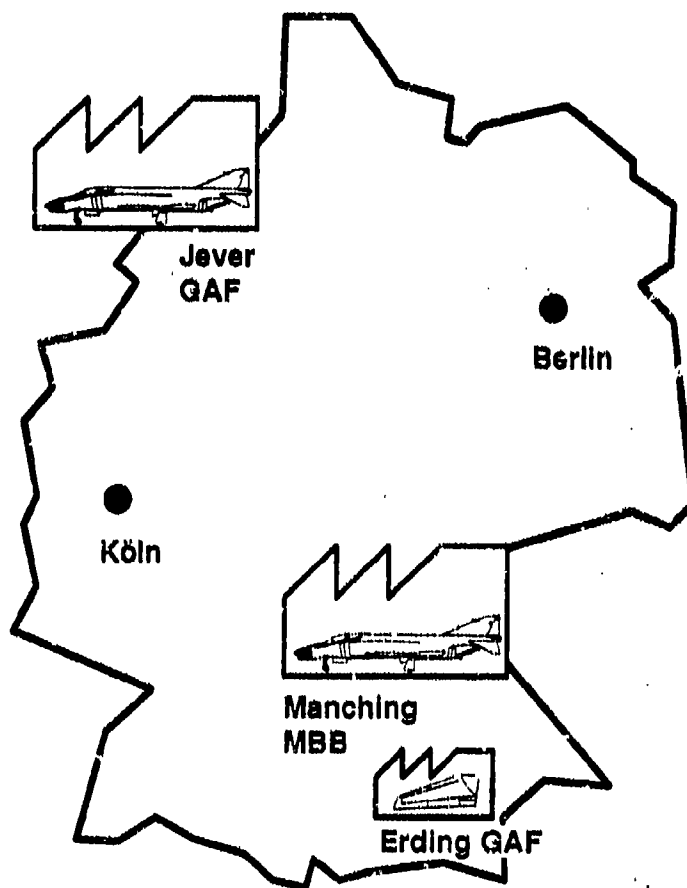 Jever
GAF
Berlin
Köln
Manching
MBB
Erding GAF